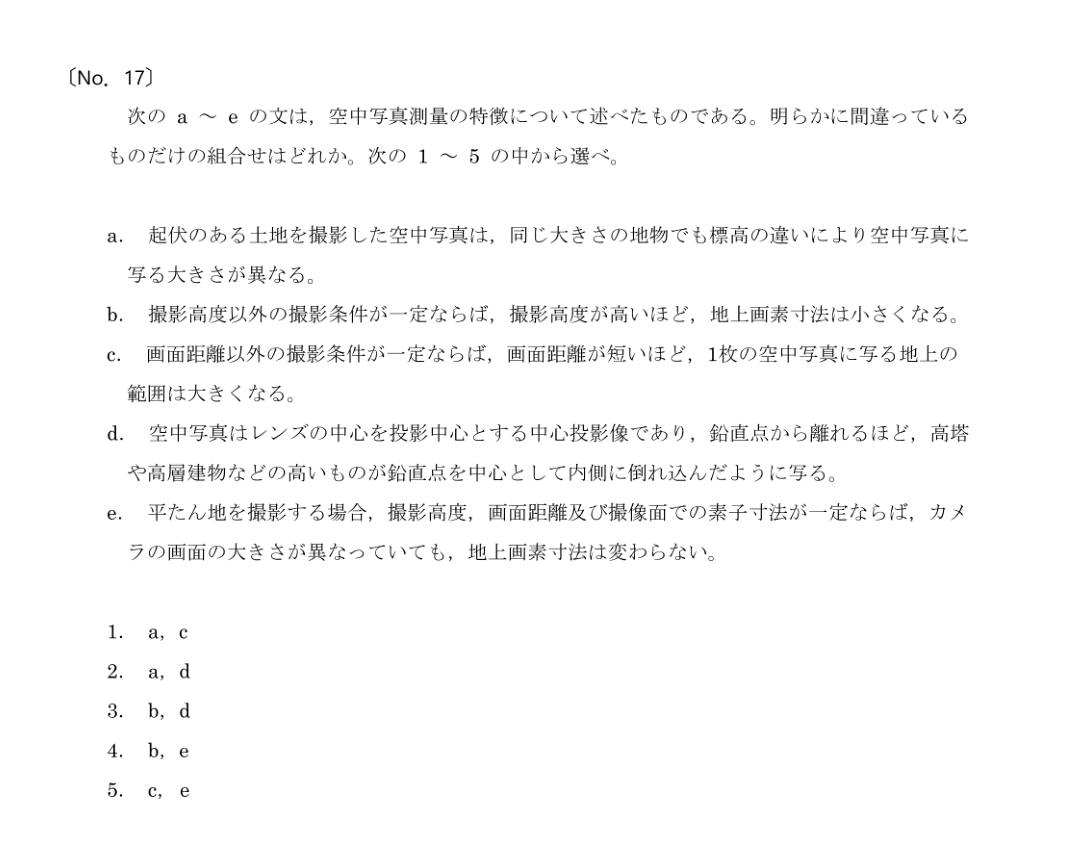 〔No. 17〕
次の a ～ e の文は，空中写真測量の特徴について述べたものである。明らかに間違っている
ものだけの組合せはどれか。次の 1 ～ 5 の中から選べ。
a. 起伏のある土地を撮影した空中写真は，同じ大きさの地物でも標高の違いにより空中写真に
写る大きさが異なる。
b. 撮影高度以外の撮影条件が一定ならば，撮影高度が高いほど，地上画素寸法は小さくなる。
c. 画面距離以外の撮影条件が一定ならば，画面距離が短いほど，1枚の空中写真に写る地上の
範囲は大きくなる。
d. 空中写真はレンズの中心を投影中心とする中心投影像であり，鉛直点から離れるほど，高塔
や高層建物などの高いものが鉛直点を中心として内側に倒れ込んだように写る。
e. 平たん地を撮影する場合，撮影高度，画面距離及び撮像面での素子寸法が一定ならば，カメ
ラの画面の大きさが異なっていても，地上画素寸法は変わらない。
1. a，c
2. a，d
3. b，d
4. b，e
5. c，e